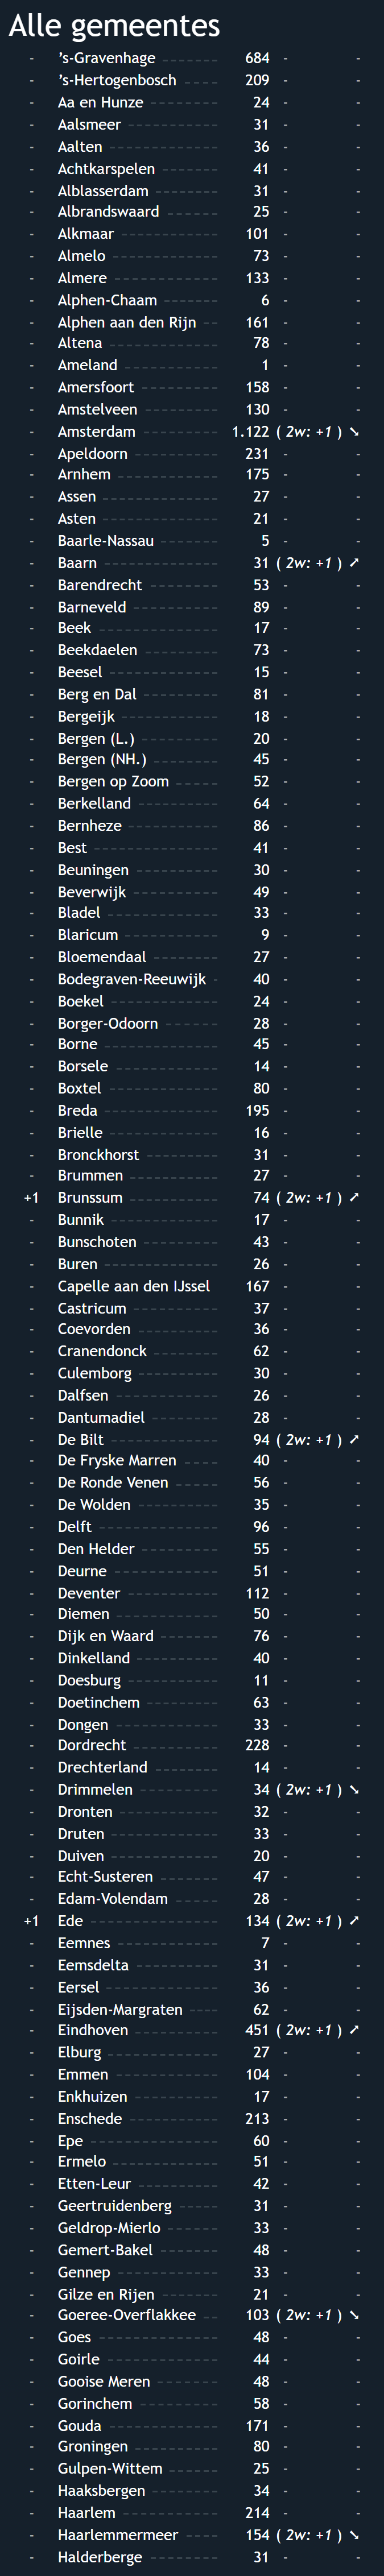 Alle gemeentes
- ’s-Gravenhage 684 - -
- ’s-Hertogenbosch 209 - -
- Aa en Hunze 24 - -
- Aalsmeer 31 - -
- Aalten 36 - -
- Achtkarspelen 41 - -
- Alblasserdam 31 - -
- Albrandswaard 25 - -
- Alkmaar 101 - -
- Almelo 73 - -
- Almere 133 - -
- Alphen-Chaam 6 - -
- Alphen aan den Rijn 161 - -
- Altena 78 - -
- Ameland 1 - -
- Amersfoort 158 - -
- Amstelveen 130 - -
- Amsterdam 1.122 ( 2w: +1 ) ➘
- Apeldoorn 231 - -
- Arnhem 175 - -
- Assen 27 - -
- Asten 21 - -
- Baarle-Nassau 5 - -
- Baarn 31 ( 2w: +1 ) ➚
- Barendrecht 53 - -
- Barneveld 89 - -
- Beek 17 - -
- Beekdaelen 73 - -
- Beesel 15 - -
- Berg en Dal 81 - -
- Bergeijk 18 - -
- Bergen (L.) 20 - -
- Bergen (NH.) 45 - -
- Bergen op Zoom 52 - -
- Berkelland 64 - -
- Bernheze 86 - -
- Best 41 - -
- Beuningen 30 - -
- Beverwijk 49 - -
- Bladel 33 - -
- Blaricum 9 - -
- Bloemendaal 27 - -
- Bodegraven-Reeuwijk 40 - -
- Boekel 24 - -
- Borger-Odoorn 28 - -
- Borne 45 - -
- Borsele 14 - -
- Boxtel 80 - -
- Breda 195 - -
- Brielle 16 - -
- Bronckhorst 31 - -
- Brummen 27 - -
+1 Brunssum 74 ( 2w: +1 ) ➚
- Bunnik 17 - -
- Bunschoten 43 - -
- Buren 26 - -
- Capelle aan den IJssel 167 - -
- Castricum 37 - -
- Coevorden 36 - -
- Cranendonck 62 - -
- Culemborg 30 - -
- Dalfsen 26 - -
- Dantumadiel 28 - -
- De Bilt 94 ( 2w: +1 ) ➚
- De Fryske Marren 40 - -
- De Ronde Venen 56 - -
- De Wolden 35 - -
- Delft 96 - -
- Den Helder 55 - -
- Deurne 51 - -
- Deventer 112 - -
- Diemen 50 - -
- Dijk en Waard 76 - -
- Dinkelland 40 - -
- Doesburg 11 - -
- Doetinchem 63 - -
- Dongen 33 - -
- Dordrecht 228 - -
- Drechterland 14 - -
- Drimmelen 34 ( 2w: +1 ) ➘
- Dronten 32 - -
- Druten 33 - -
- Duiven 20 - -
- Echt-Susteren 47 - -
- Edam-Volendam 28 - -
+1 Ede 134 ( 2w: +1 ) ➚
- Eemnes 7 - -
- Eemsdelta 31 - -
- Eersel 36 - -
- Eijsden-Margraten 62 - -
- Eindhoven 451 ( 2w: +1 ) ➚
- Elburg 27 - -
- Emmen 104 - -
- Enkhuizen 17 - -
- Enschede 213 - -
- Epe 60 - -
- Ermelo 51 - -
- Etten-Leur 42 - -
- Geertruidenberg 31 - -
- Geldrop-Mierlo 33 - -
- Gemert-Bakel 48 - -
- Gennep 33 - -
- Gilze en Rijen 21 - -
- Goeree-Overflakkee 103 ( 2w: +1 ) ➘
- Goes 48 - -
- Goirle 44 - -
- Gooise Meren 48 - -
- Gorinchem 58 - -
- Gouda 171 - -
- Groningen 80 - -
- Gulpen-Wittem 25 - -
- Haaksbergen 34 - -
- Haarlem 214 - -
- Haarlemmermeer 154 ( 2w: +1 ) ➘
- Halderberge 31 - -